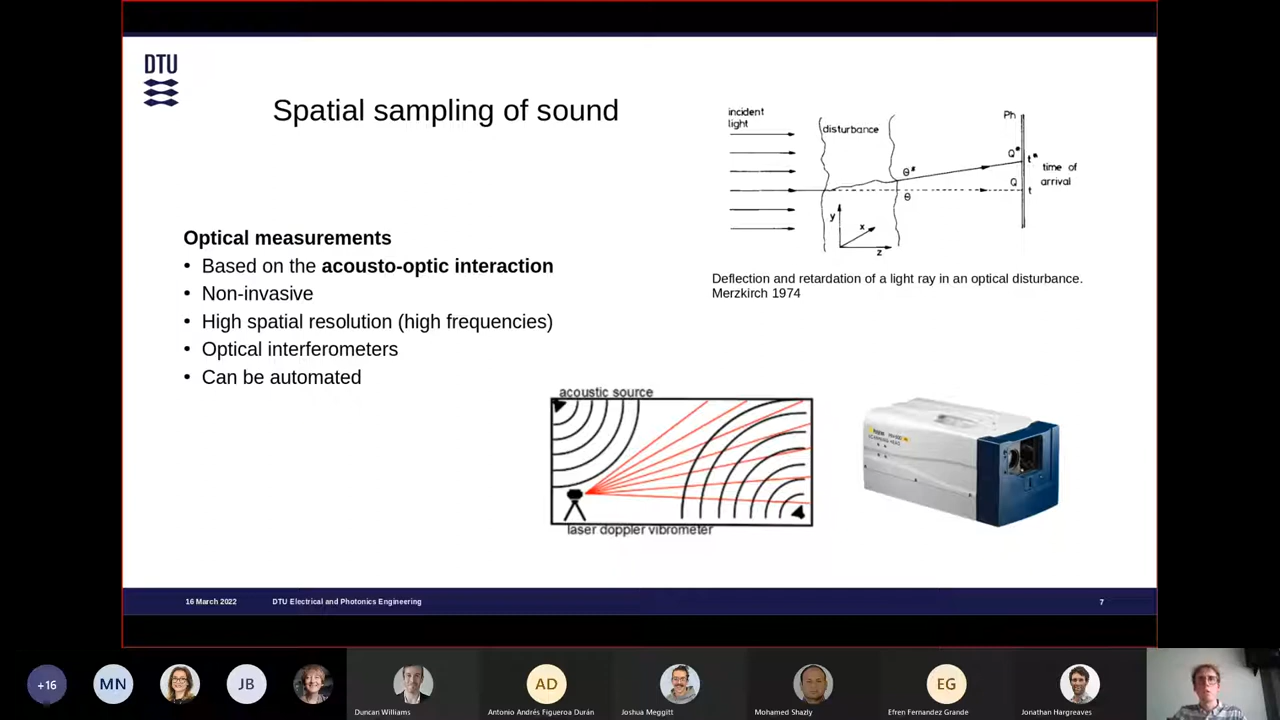 DTU
Spatial sampling of sound
incident
light
disturbance
Ph
Q*
t*
time of
arrival
Q
t
θ*
θ
y
x
z
Deflection and retardation of a light ray in an optical disturbance.
Merzkirch 1974
Optical measurements
• Based on the acousto-optic interaction
• Non-invasive
• High spatial resolution (high frequencies)
• Optical interferometers
• Can be automated
acoustic source
laser doppler vibrometer
16 March 2022
DTU Electrical and Photonics Engineering
7
+16
MN
JB
AD
EG
Duncan Williams
Antonio Andrés Figueroa Durán
Joshua Meggitt
Mohamed Shazly
Efren Fernandez Grande
Jonathan Hargreaves